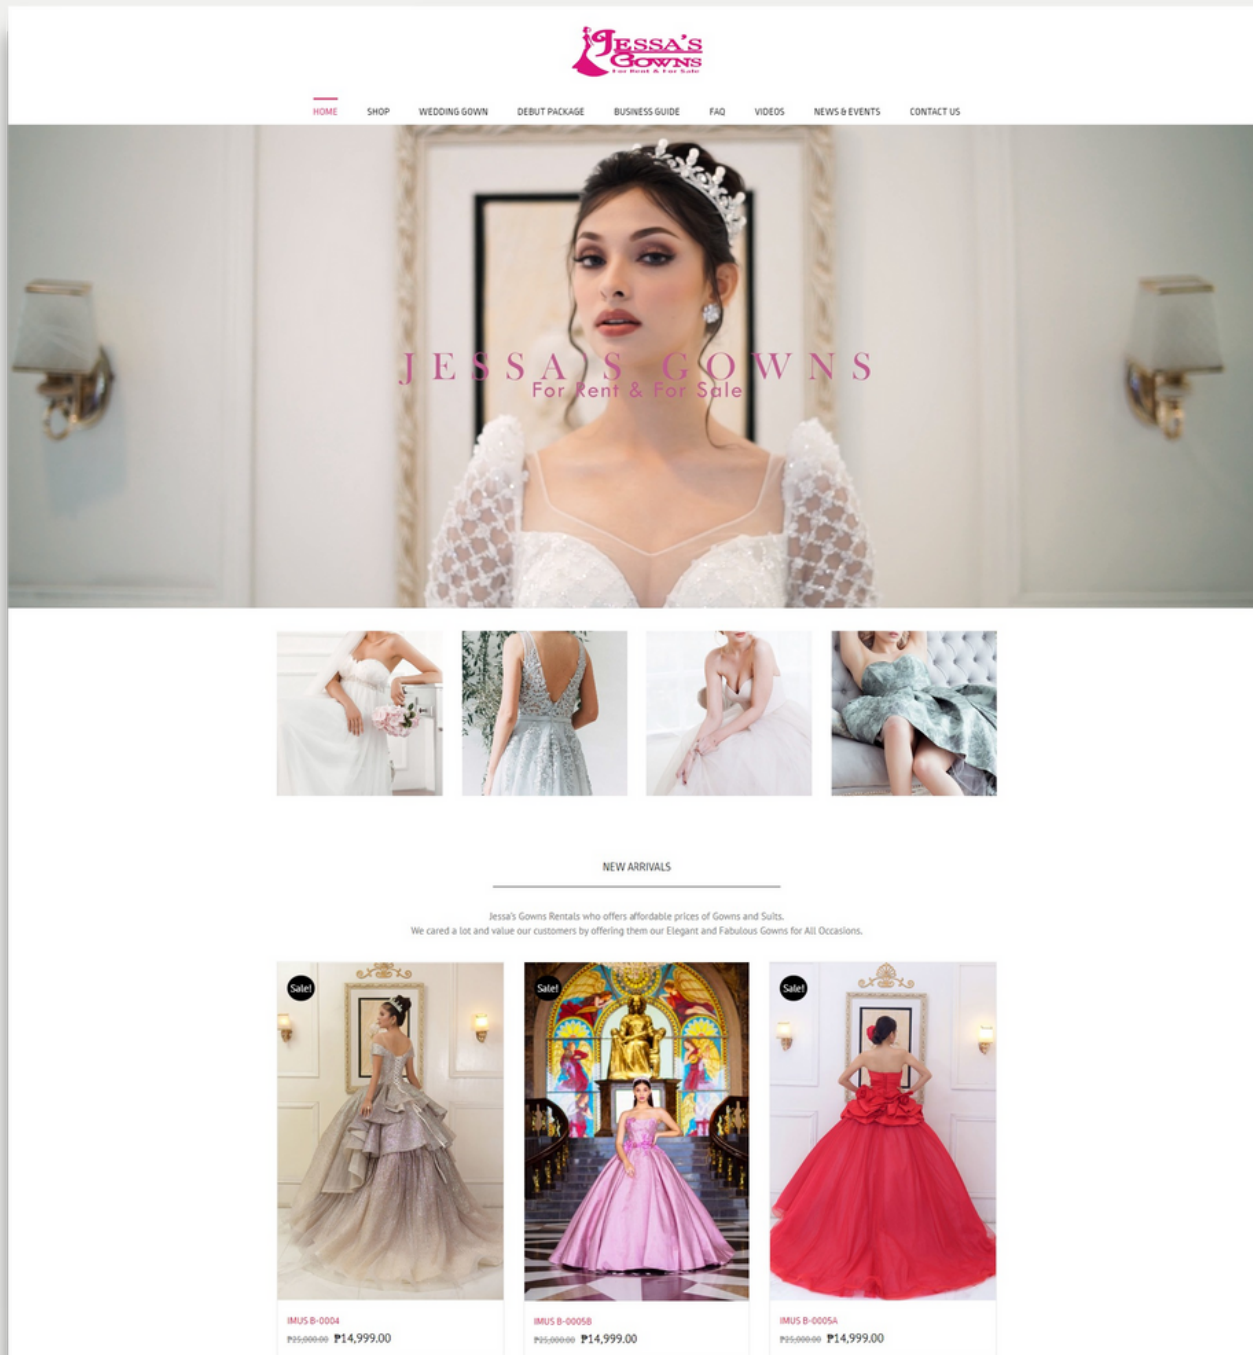 JESSA'S
GOWNS
For Rent & For Sale
HOME SHOP WEDDING GOWN DEBUT PACKAGE BUSINESS GUIDE FAQ VIDEOS NEWS & EVENTS CONTACT US
JESSA'S GOWNS
For Rent & For Sale
NEW ARRIVALS
Jessa's Gowns Rentals who offers affordable prices of Gowns and Suits.
We cared a lot and value our customers by offering them our Elegant and Fabulous Gowns for All Occasions.
Sale! Sale! Sale!
IMUS B-0004 IMUS B-0005B IMUS B-0005A
₱25,000.00 ₱14,999.00 ₱25,000.00 ₱14,999.00 ₱25,000.00 ₱14,999.00